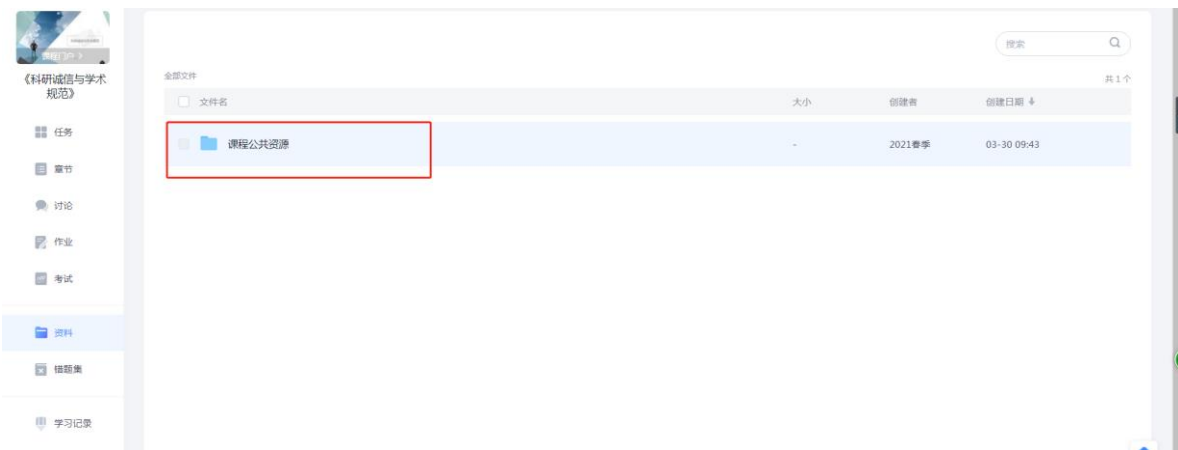 课程门户 >
《科研诚信与学术
规范》
任务
章节
讨论
作业
考试
资料
错题集
学习记录
搜索
全部文件
共 1 个
文件名 大小 创建者 创建日期
课程公共资源 - 2021春季 03-30 09:43